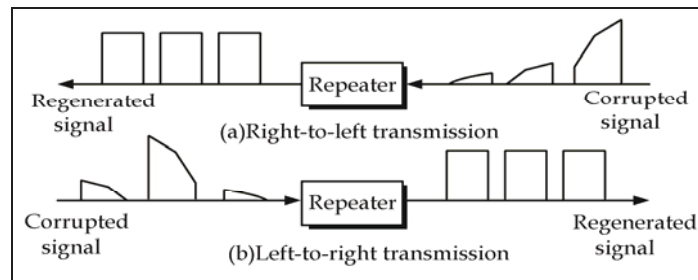 Repeater
Regenerated
signal
Corrupted
signal
(a)Right-to-left transmission
Repeater
Corrupted
signal
Regenerated
signal
(b)Left-to-right transmission